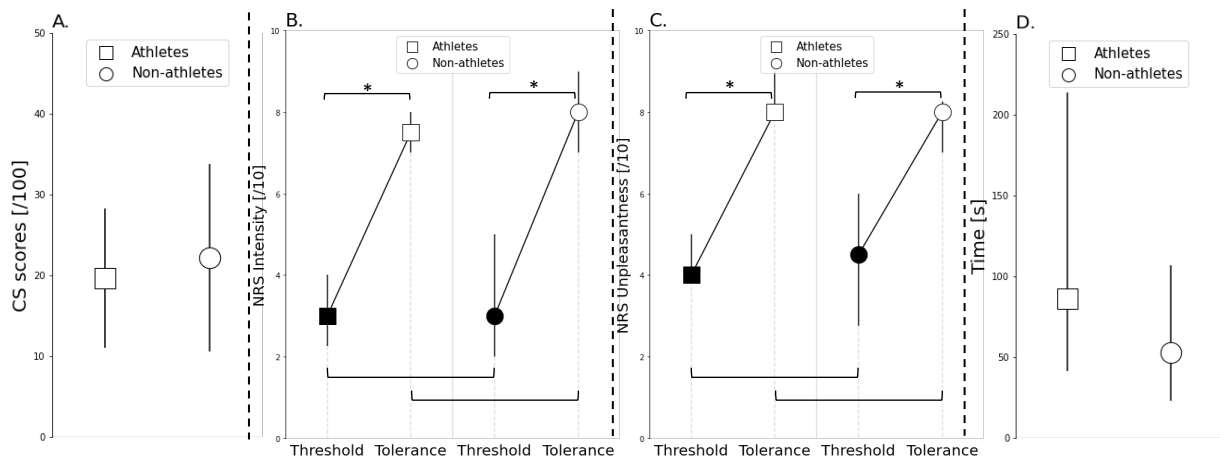 A.
CS scores [/100]
50
40
30
20
10
0
Athletes
Non-athletes
B.
NRS Intensity [/10]
10
8
6
4
2
0
Athletes
Non-athletes
*
*
Threshold Tolerance Threshold Tolerance
C.
NRS Unpleasantness [/10]
10
8
6
4
2
0
Athletes
Non-athletes
*
*
Threshold Tolerance Threshold Tolerance
D.
Time [s]
250
200
150
100
50
0
Athletes
Non-athletes